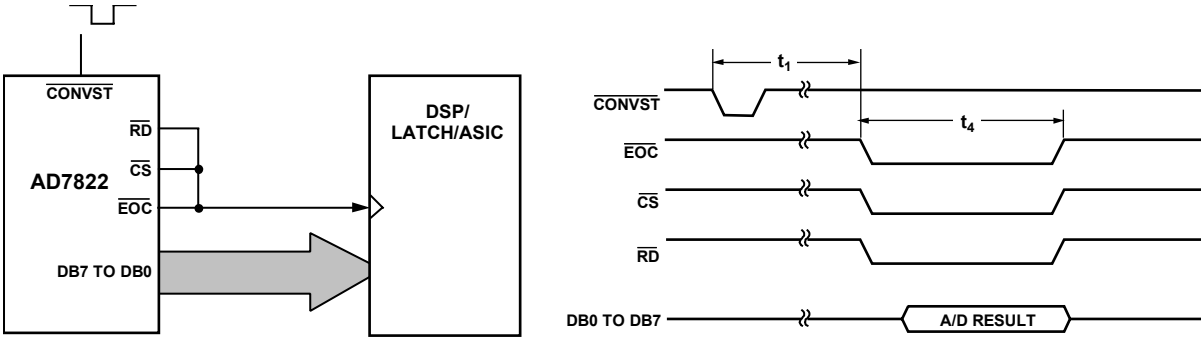 CONVST
RD
CS
EOC
AD7822
DB7 TO DB0
DSP/
LATCH/ASIC
t1
CONVST
t4
EOC
CS
RD
DB0 TO DB7
A/D RESULT